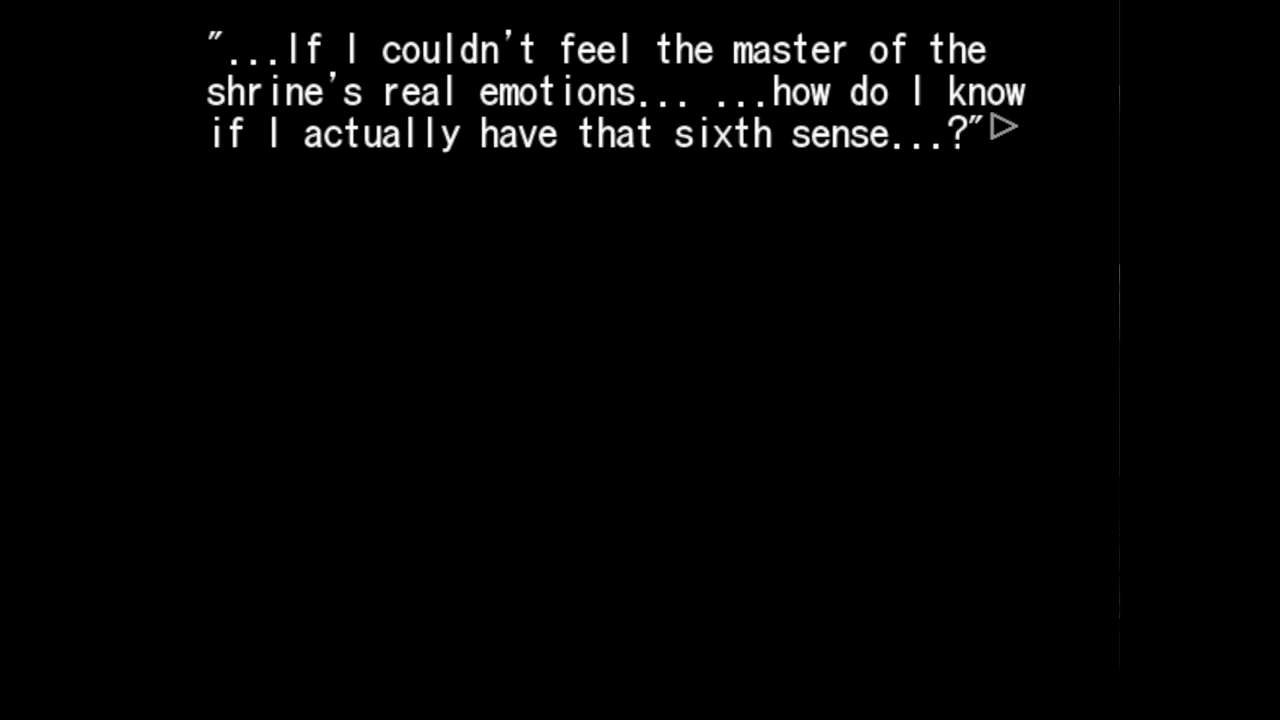 "...If I couldn't feel the master of the
shrine's real emotions... ...how do I know
if I actually have that sixth sense...?"